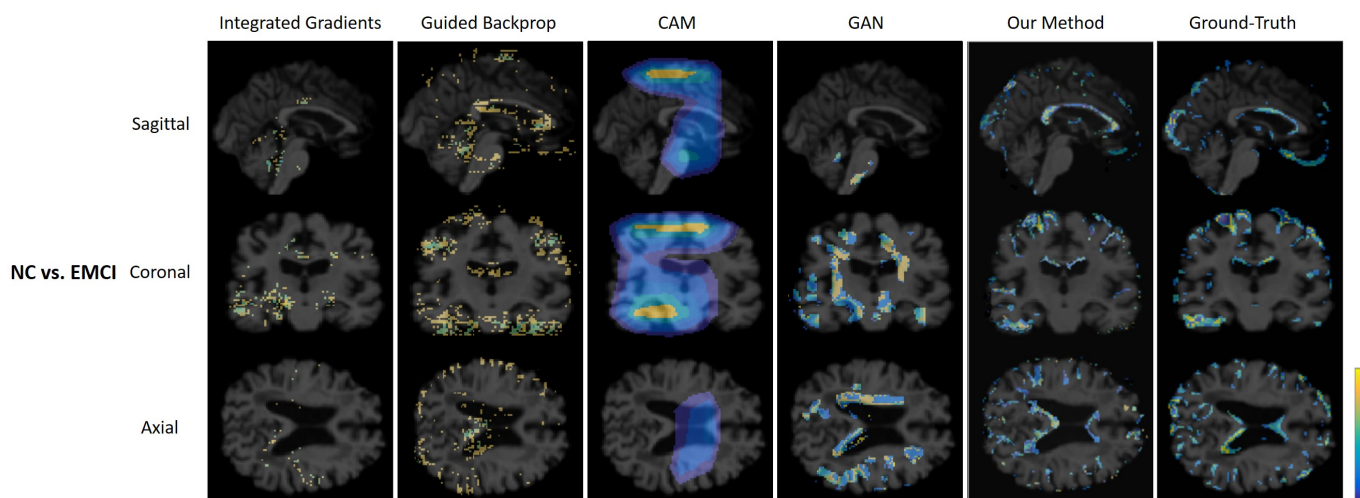 Integrated Gradients Guided Backprop CAM GAN Our Method Ground-Truth
Sagittal
NC vs. EMCI Coronal
Axial